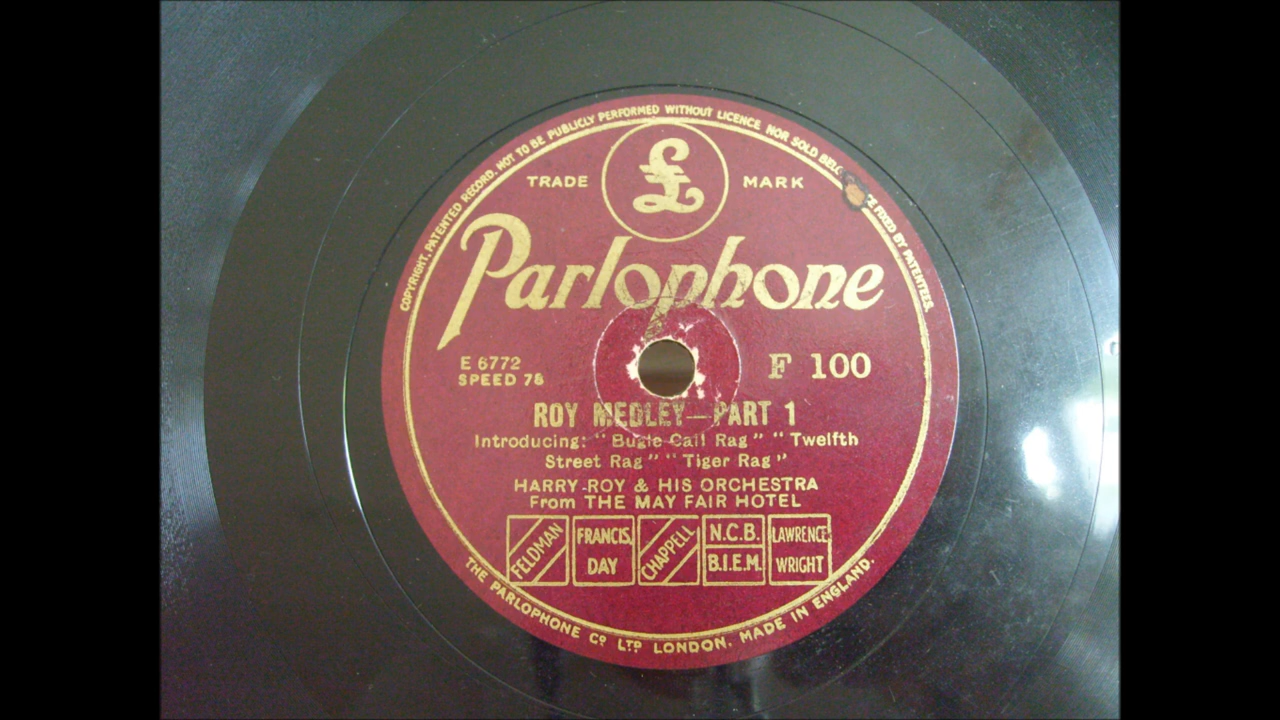 COPYRIGHT. PATENTED RECORD. NOT TO BE PUBLICLY PERFORMED WITHOUT LICENCE NOR SOLD FIXED BY PATENTEES.
TRADE £ MARK
Parlophone
E 6772
SPEED 78
F 100
ROY MEDLEY—PART 1
Introducing: "Bugle Call Rag" "Twelfth
Street Rag" "Tiger Rag"
HARRY ROY & HIS ORCHESTRA
From THE MAY FAIR HOTEL
FELDMAN
FRANCIS,
DAY
CHAPPELL
N.C.B.
B.I.E.M.
LAWRENCE
WRIGHT
THE PARLOPHONE Cº LTD LONDON. MADE IN ENGLAND.